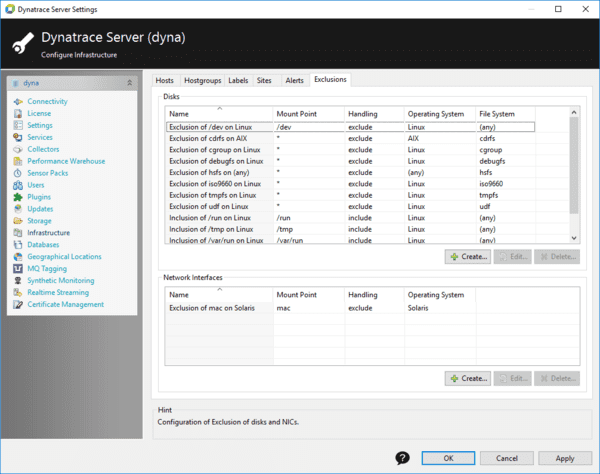 Dynatrace Server Settings
Dynatrace Server (dyna)
Configure Infrastructure
dyna
Connectivity
License
Settings
Services
Collectors
Performance Warehouse
Sensor Packs
Users
Plugins
Updates
Storage
Infrastructure
Databases
Geographical Locations
MQ Tagging
Synthetic Monitoring
Realtime Streaming
Certificate Management
Hosts Hostgroups Labels Sites Alerts Exclusions
Disks
Name Mount Point Handling Operating System File System
Exclusion of /dev on Linux /dev exclude Linux (any)
Exclusion of cdrfs on AIX * exclude AIX cdrfs
Exclusion of cgroup on Linux * exclude Linux cgroup
Exclusion of debugfs on Linux * exclude Linux debugfs
Exclusion of hsfs on (any) * exclude (any) hsfs
Exclusion of iso9660 on Linux * exclude Linux iso9660
Exclusion of tmpfs on Linux * exclude Linux tmpfs
Exclusion of udf on Linux * exclude Linux udf
Inclusion of /run on Linux /run include Linux (any)
Inclusion of /tmp on Linux /tmp include Linux (any)
Inclusion of /var/run on Linux /var/run include Linux (any)
Create... Edit... Delete...
Network Interfaces
Name Mount Point Handling Operating System
Exclusion of mac on Solaris mac exclude Solaris
Create... Edit... Delete...
Hint
Configuration of Exclusion of disks and NICs.
? OK Cancel Apply